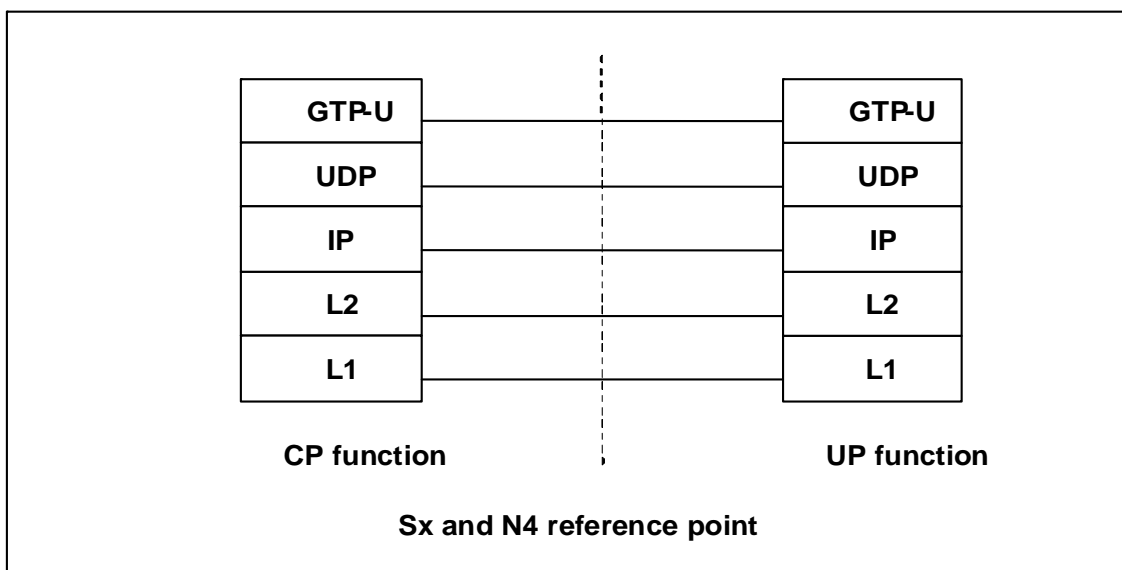 GTP-U GTP-U
UDP UDP
IP IP
L2 L2
L1 L1
CP function UP function
Sx and N4 reference point